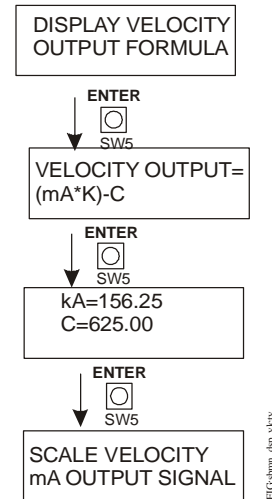 DISPLAY VELOCITY
OUTPUT FORMULA
ENTER
SW5
VELOCITY OUTPUT=
(mA*K)-C
ENTER
SW5
kA=156.25
C=625.00
ENTER
SW5
SCALE VELOCITY
mA OUTPUT SIGNAL